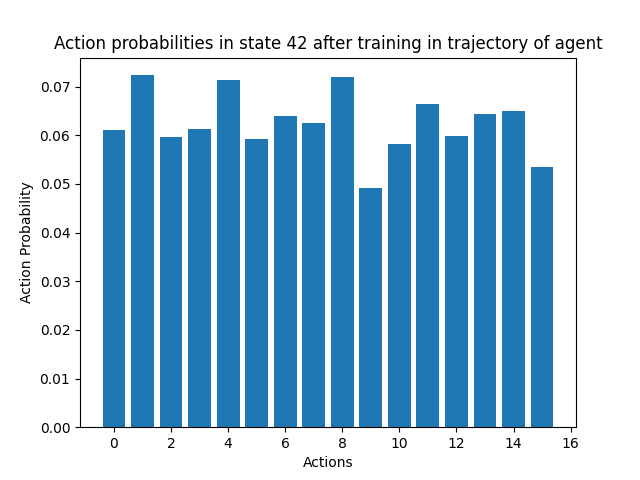 Action probabilities in state 42 after training in trajectory of agent
Action Probability
0.07
0.06
0.05
0.04
0.03
0.02
0.01
0.00
0 2 4 6 8 10 12 14 16
Actions